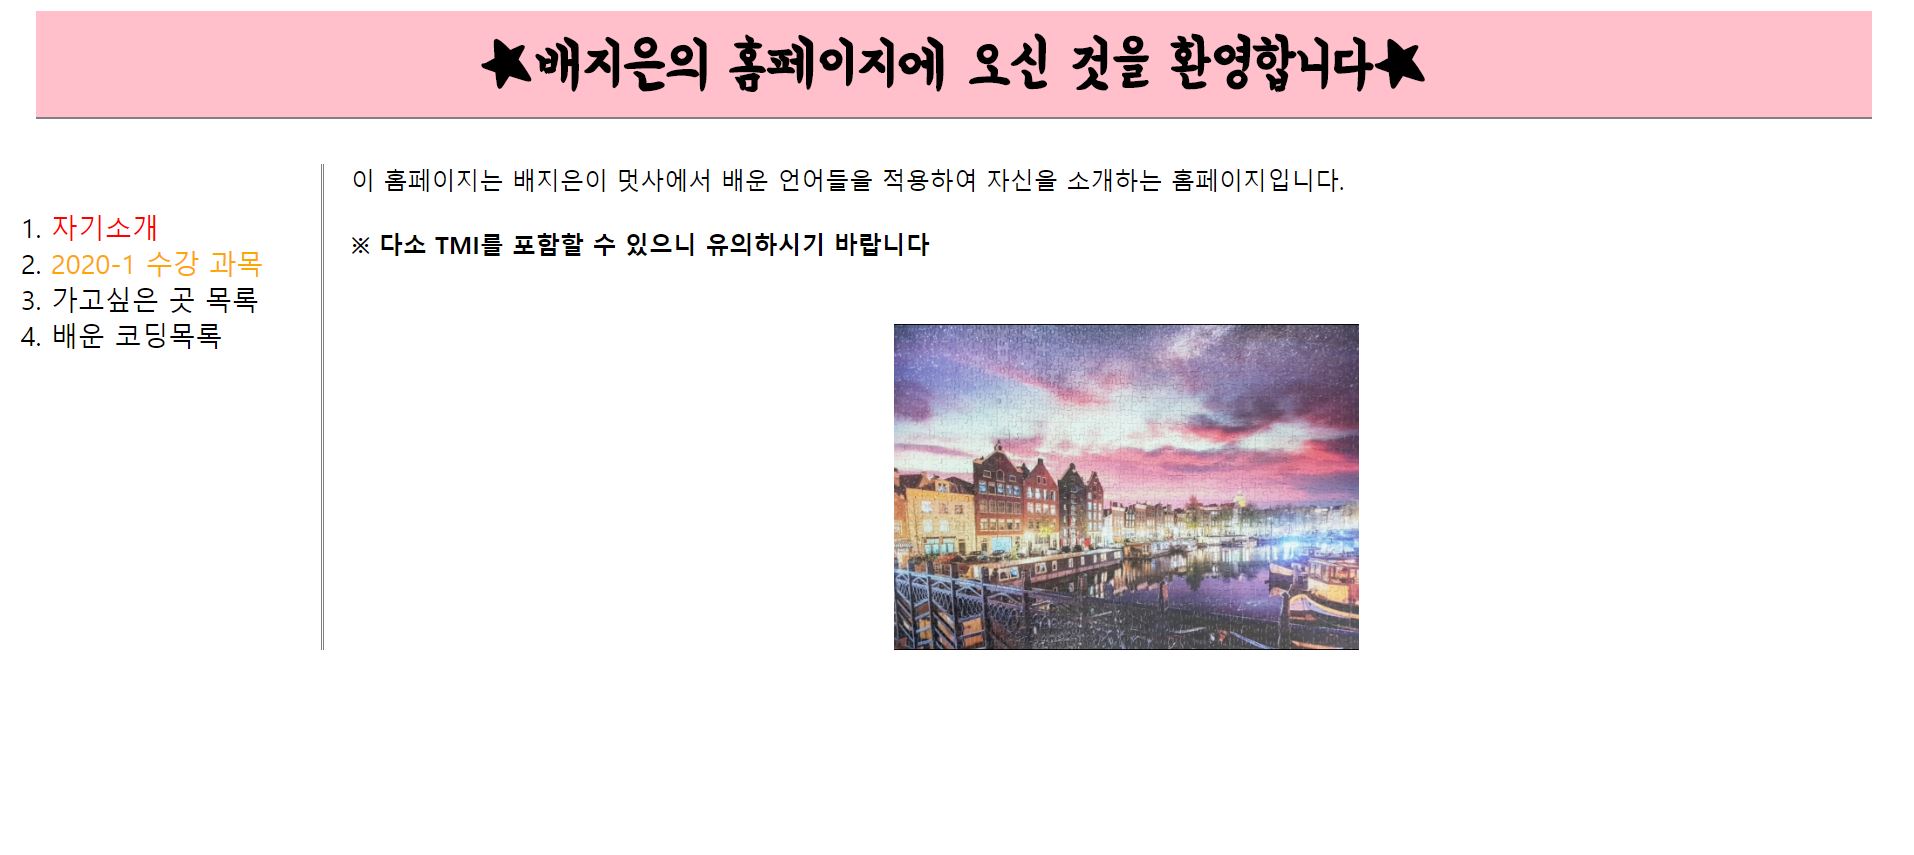 ★배지은의 홈페이지에 오신 것을 환영합니다★
1. 자기소개
2. 2020-1 수강 과목
3. 가고싶은 곳 목록
4. 배운 코딩목록
이 홈페이지는 배지은이 멋사에서 배운 언어들을 적용하여 자신을 소개하는 홈페이지입니다.
※ 다소 TMI를 포함할 수 있으니 유의하시기 바랍니다